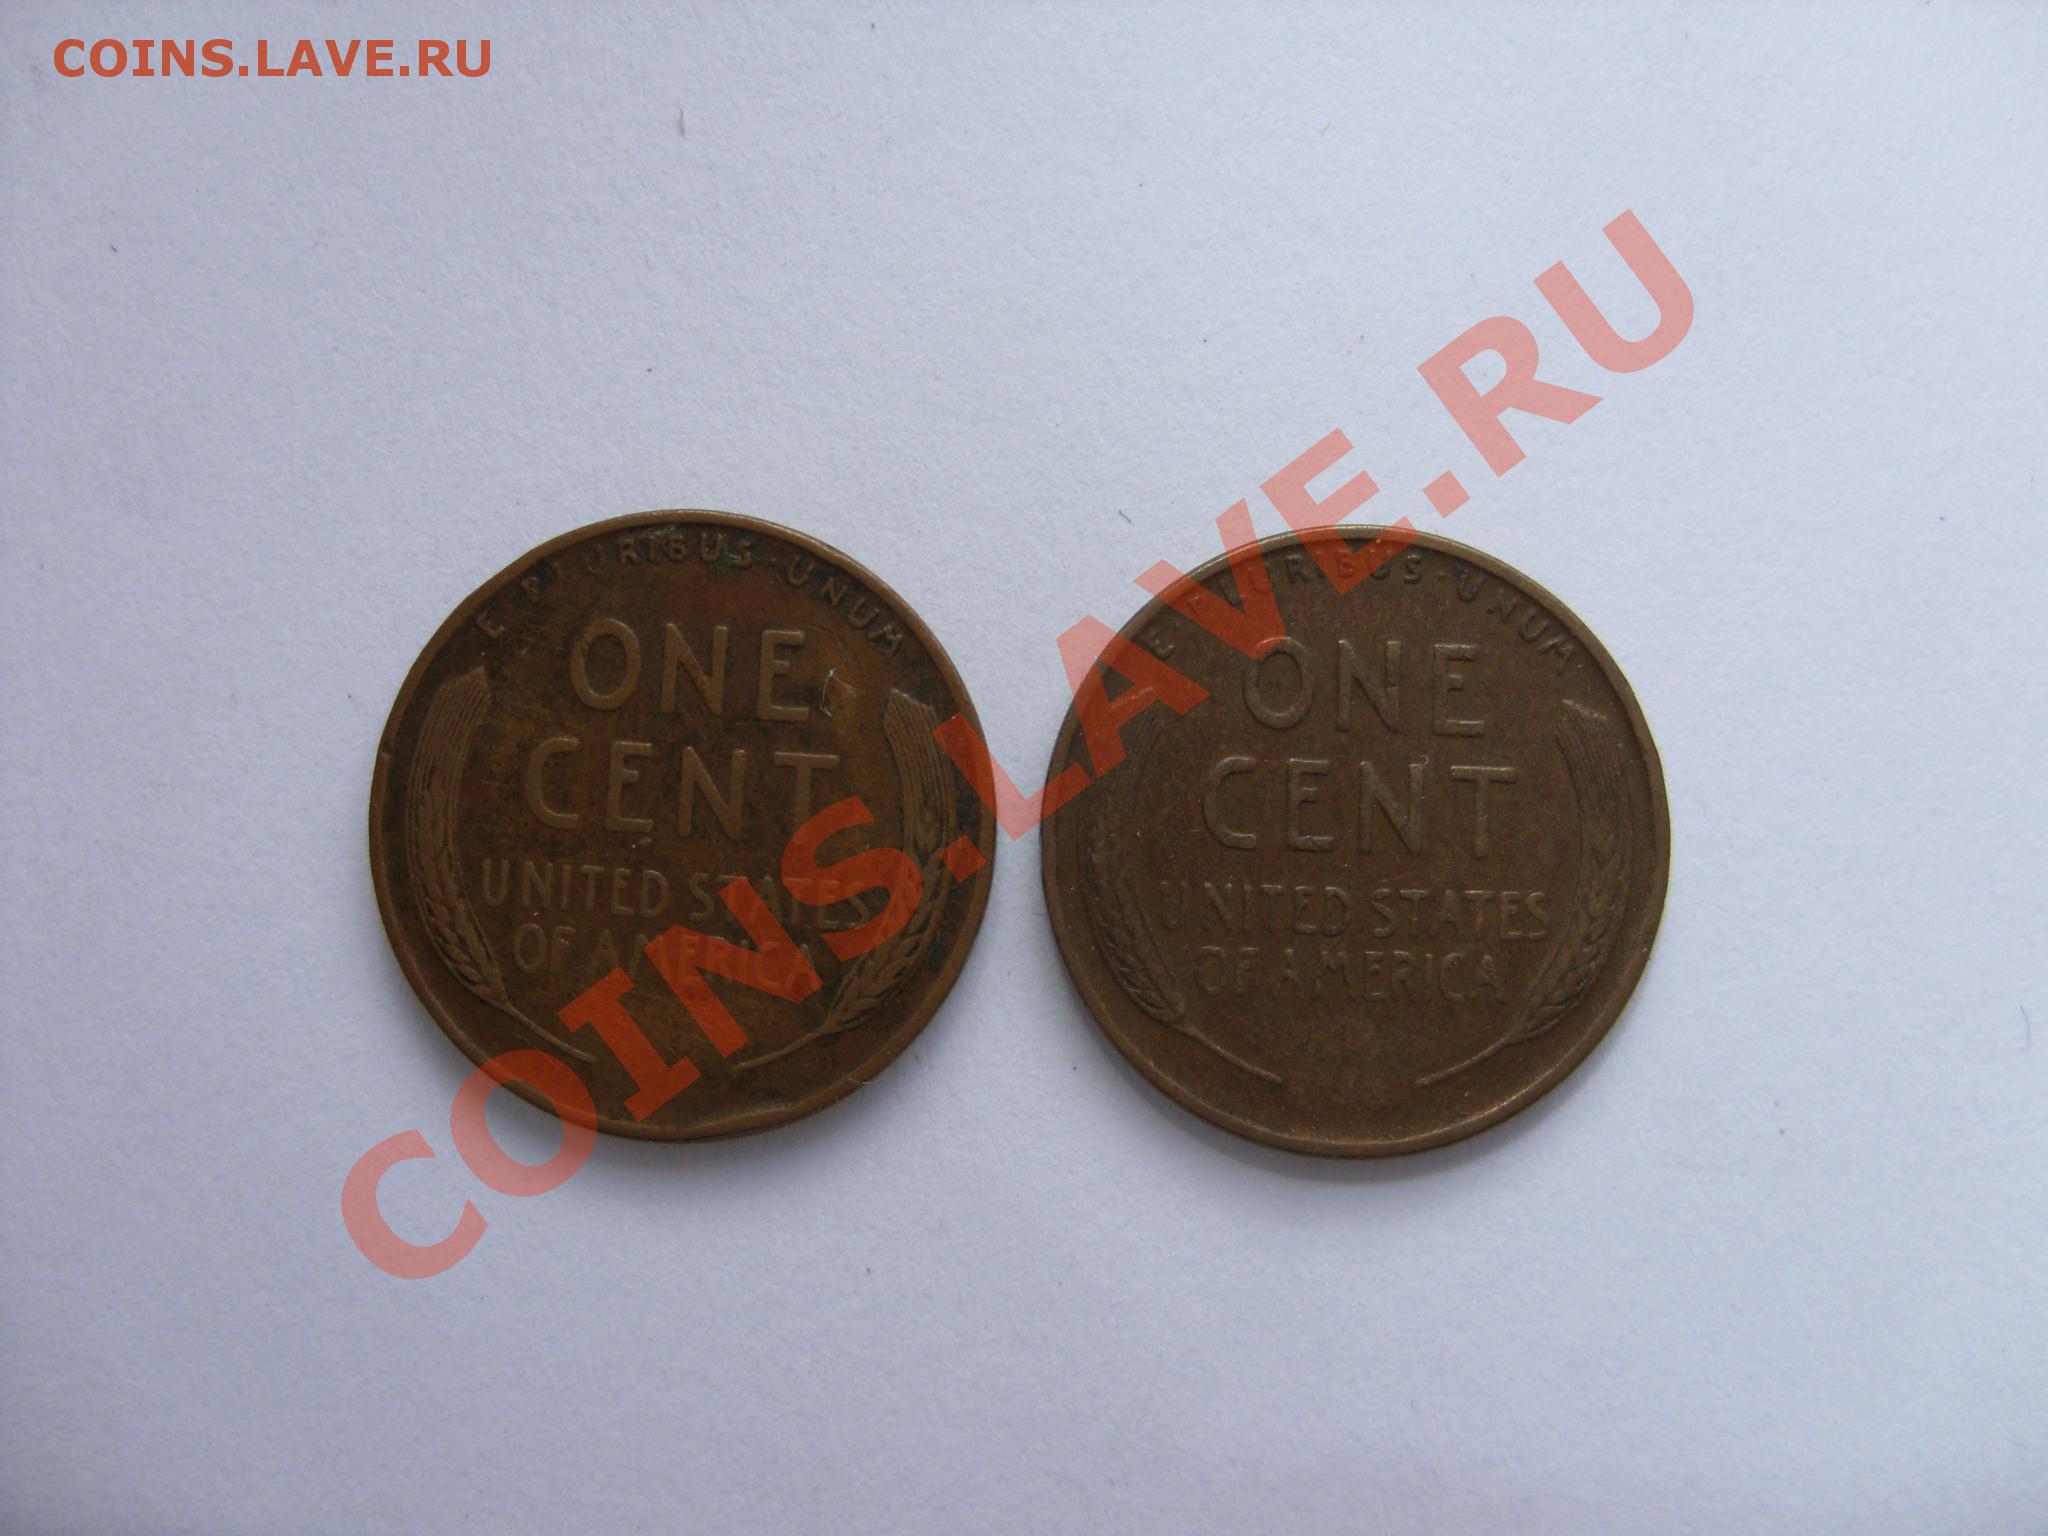 COINS.LAVE.RU
E PLURIBUS · UNUM
ONE
CENT
UNITED STATES
OF AMERICA
E PLURIBUS · UNUM
ONE
CENT
UNITED STATES
OF AMERICA
COINS.LAVE.RU